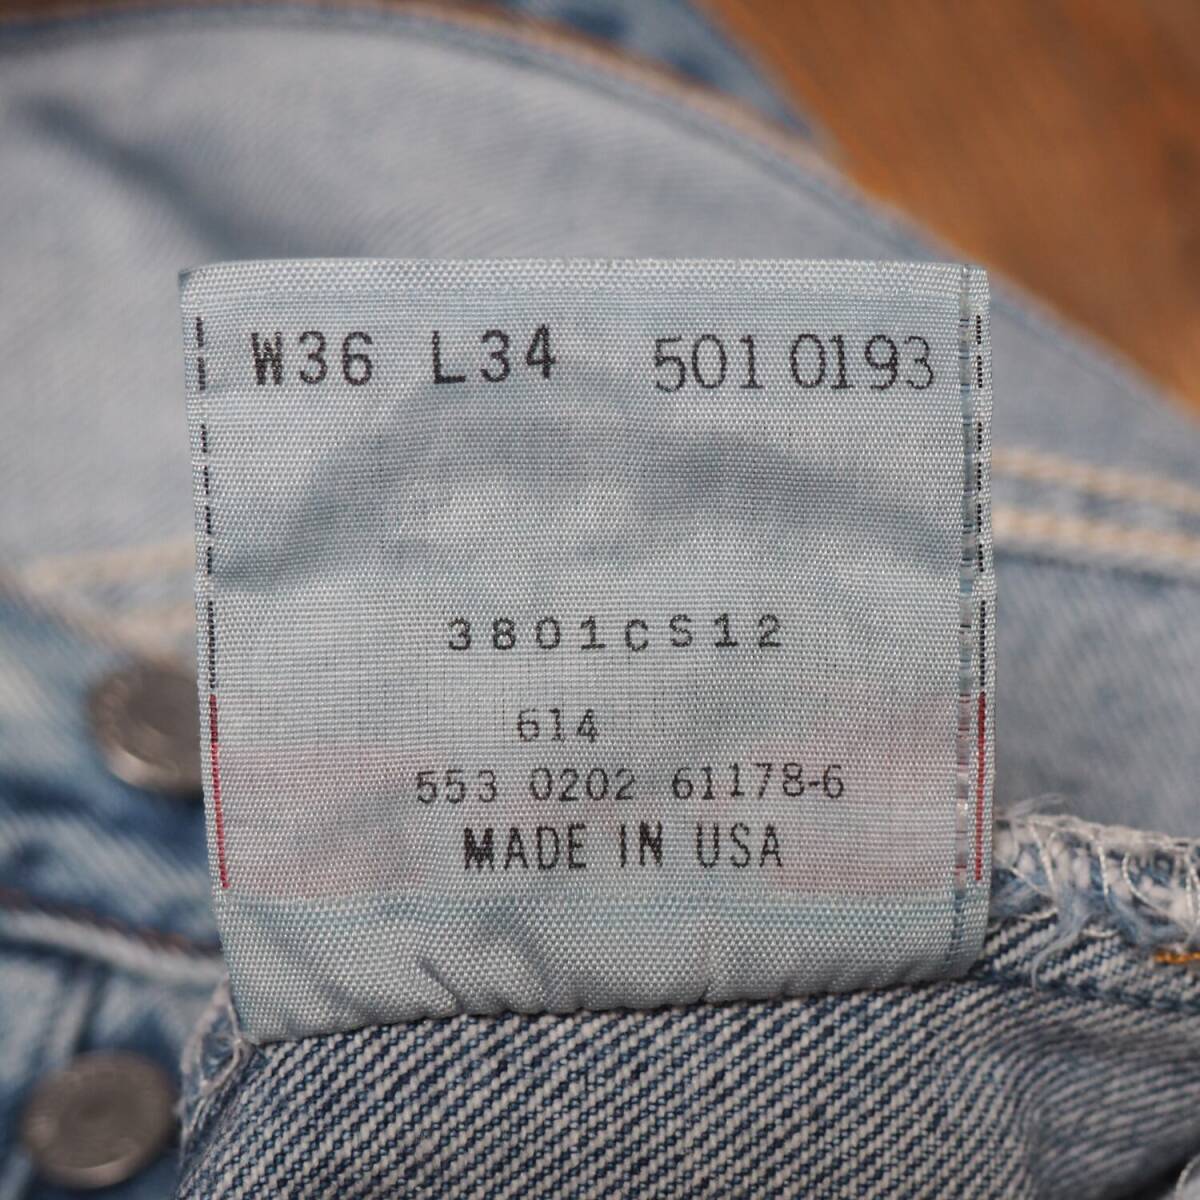 W36 L34 501 0193
3801CS12
614
553 0202 61178-6
MADE IN USA